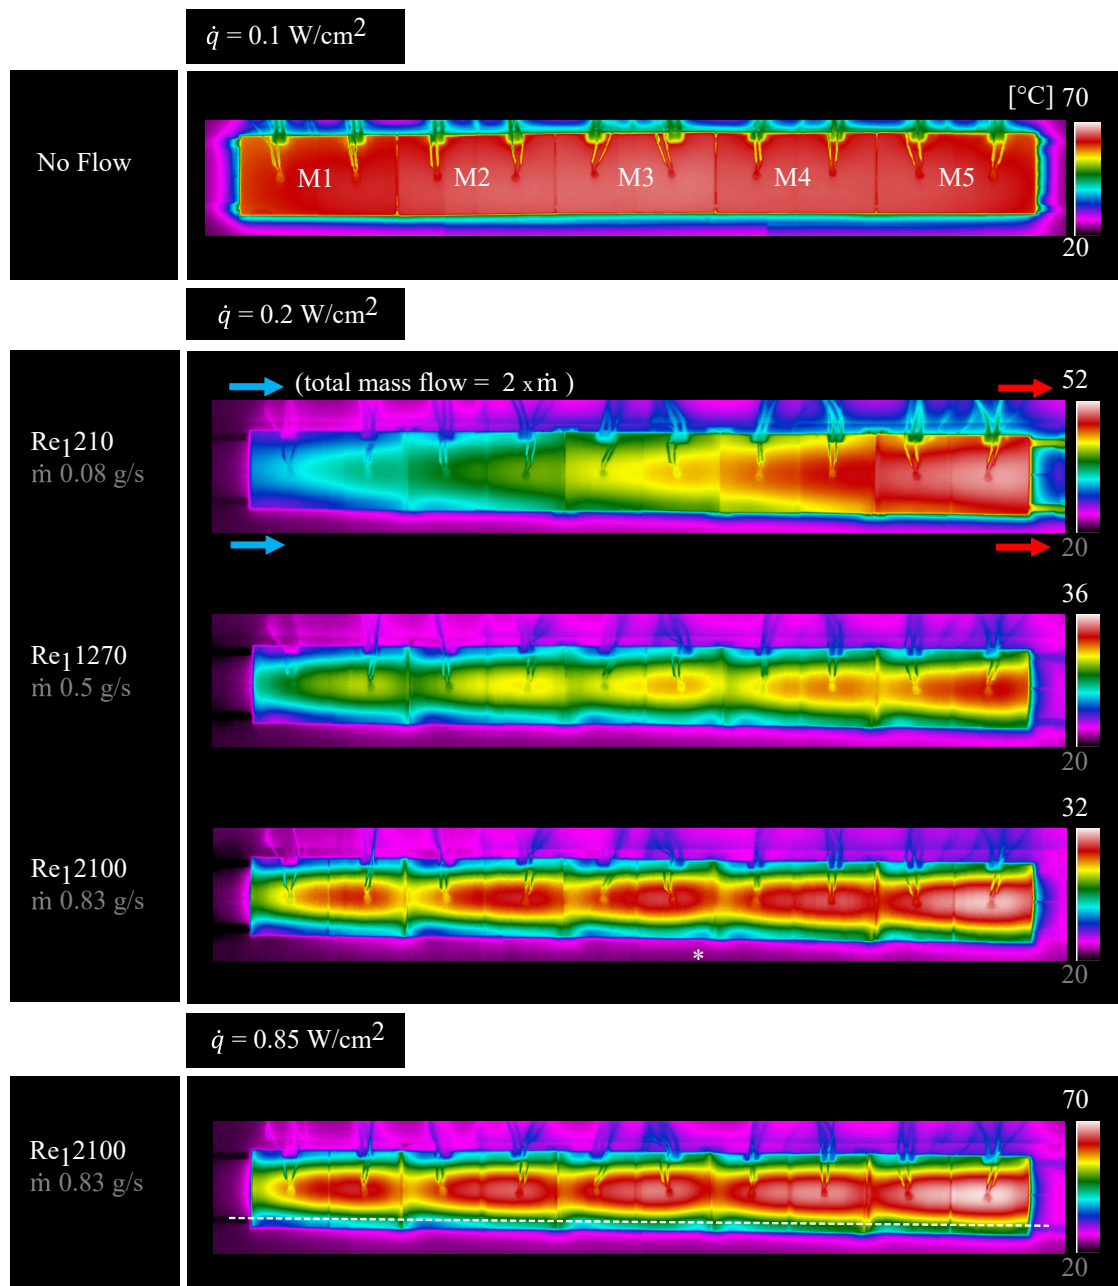 q̇ = 0.1 W/cm²
[°C] 70
No Flow
M1 M2 M3 M4 M5
20
q̇ = 0.2 W/cm²
(total mass flow = 2 x ṁ )
52
Re₁210
ṁ 0.08 g/s
20
36
Re₁1270
ṁ 0.5 g/s
20
32
Re₁2100
ṁ 0.83 g/s
*
20
q̇ = 0.85 W/cm²
70
Re₁2100
ṁ 0.83 g/s
20